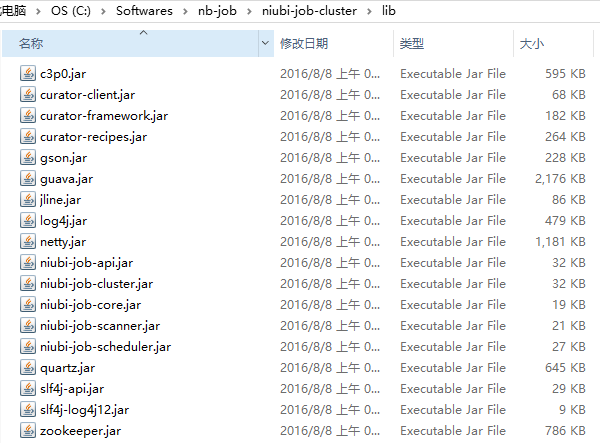 电脑 > OS (C:) > Softwares > nb-job > niubi-job-cluster > lib
名称 修改日期 类型 大小
c3p0.jar 2016/8/8 上午 0... Executable Jar File 595 KB
curator-client.jar 2016/8/8 上午 0... Executable Jar File 68 KB
curator-framework.jar 2016/8/8 上午 0... Executable Jar File 182 KB
curator-recipes.jar 2016/8/8 上午 0... Executable Jar File 264 KB
gson.jar 2016/8/8 上午 0... Executable Jar File 228 KB
guava.jar 2016/8/8 上午 0... Executable Jar File 2,176 KB
jline.jar 2016/8/8 上午 0... Executable Jar File 86 KB
log4j.jar 2016/8/8 上午 0... Executable Jar File 479 KB
netty.jar 2016/8/8 上午 0... Executable Jar File 1,181 KB
niubi-job-api.jar 2016/8/8 上午 0... Executable Jar File 32 KB
niubi-job-cluster.jar 2016/8/8 上午 0... Executable Jar File 32 KB
niubi-job-core.jar 2016/8/8 上午 0... Executable Jar File 19 KB
niubi-job-scanner.jar 2016/8/8 上午 0... Executable Jar File 21 KB
niubi-job-scheduler.jar 2016/8/8 上午 0... Executable Jar File 27 KB
quartz.jar 2016/8/8 上午 0... Executable Jar File 645 KB
slf4j-api.jar 2016/8/8 上午 0... Executable Jar File 29 KB
slf4j-log4j12.jar 2016/8/8 上午 0... Executable Jar File 9 KB
zookeeper.jar 2016/8/8 上午 0... Executable Jar File 786 KB